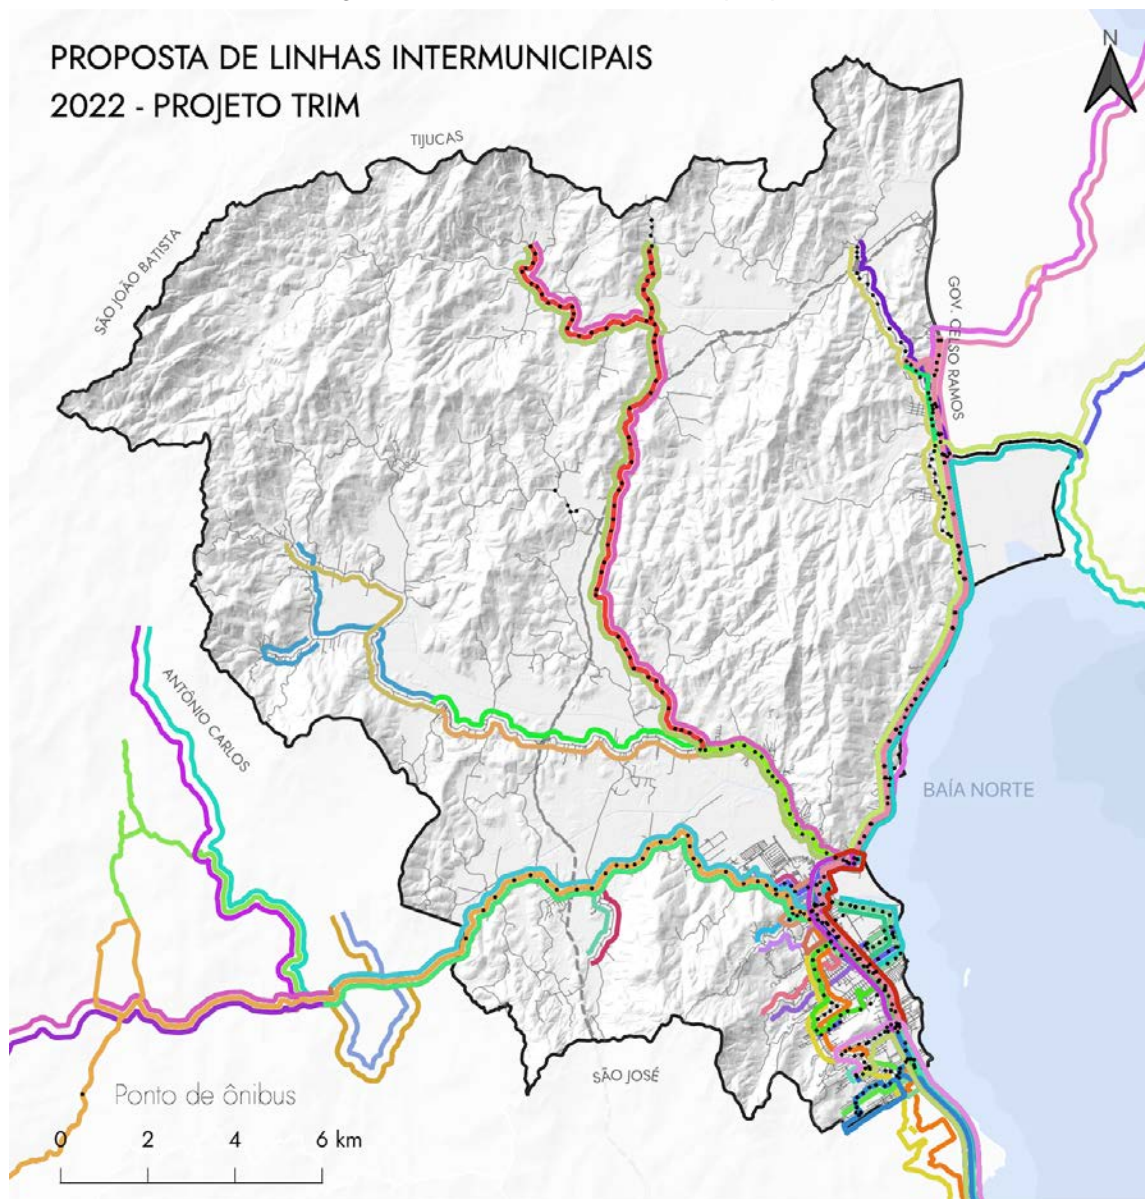 PROPOSTA DE LINHAS INTERMUNICIPAIS
2022 - PROJETO TRIM
N
TIJUCAS
SÃO JOÃO BATISTA
GOV. CELSO RAMOS
ANTÔNIO CARLOS
BAÍA NORTE
SÃO JOSÉ
Ponto de ônibus
0 2 4 6 km